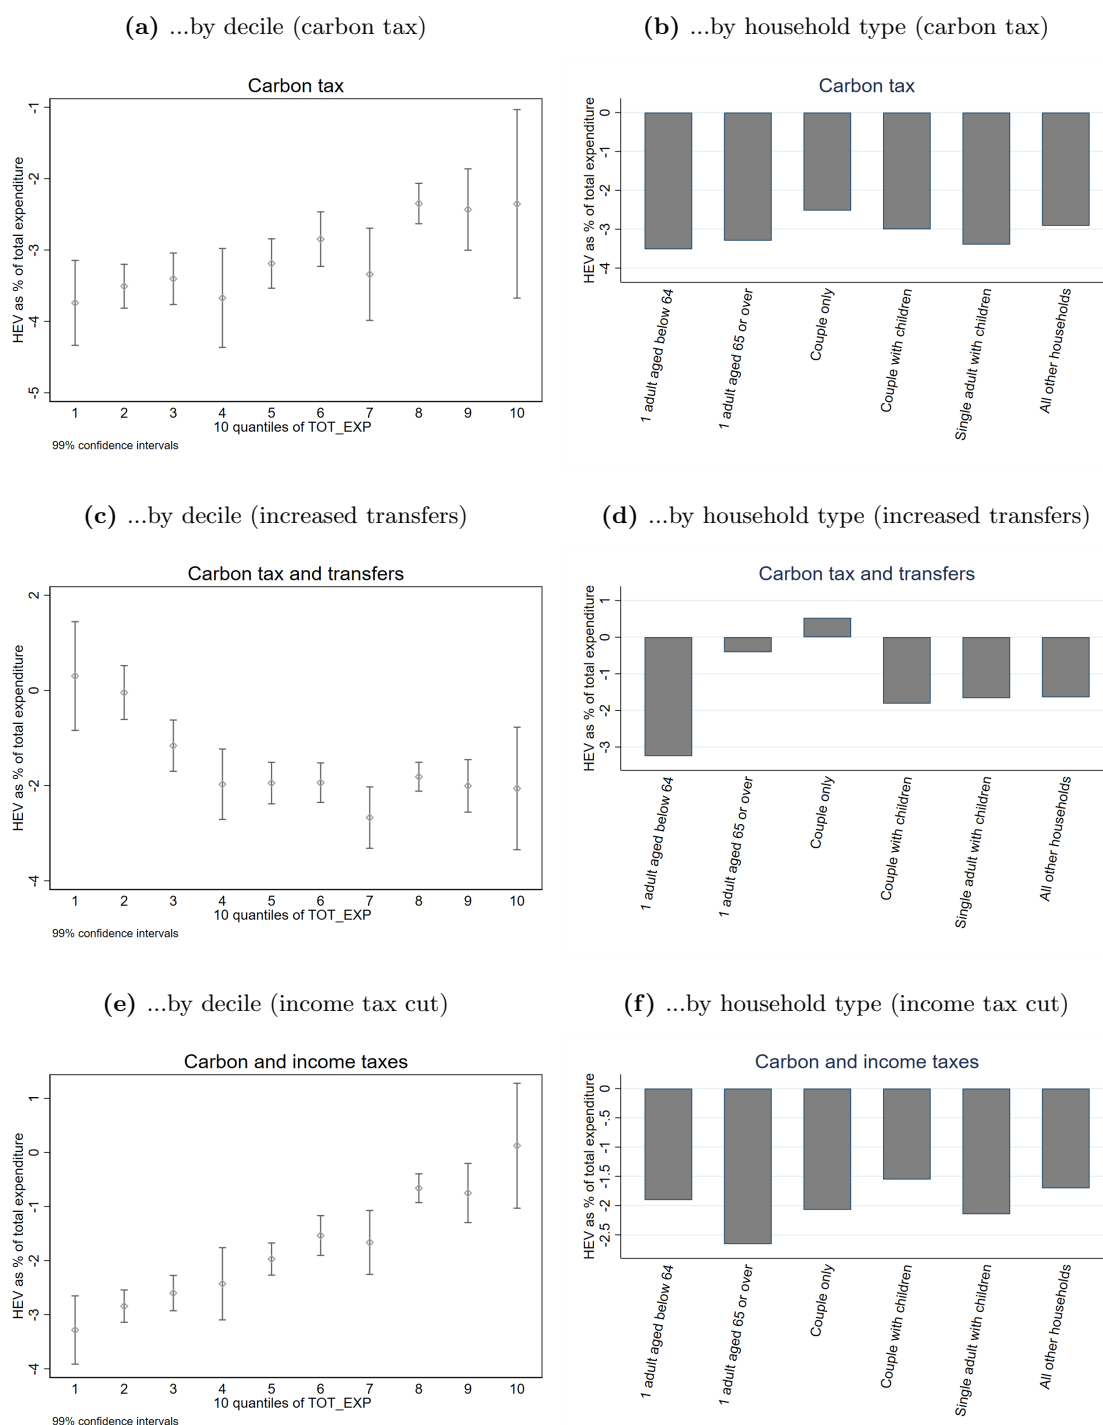 (a) ...by decile (carbon tax)
Carbon tax
HEV as % of total expenditure
-1
-2
-3
-4
-5
1 2 3 4 5 6 7 8 9 10
10 quantiles of TOT_EXP
99% confidence intervals
(b) ...by household type (carbon tax)
Carbon tax
HEV as % of total expenditure
0
-1
-2
-3
-4
1 adult aged below 64
1 adult aged 65 or over
Couple only
Couple with children
Single adult with children
All other households
(c) ...by decile (increased transfers)
Carbon tax and transfers
HEV as % of total expenditure
2
0
-2
-4
1 2 3 4 5 6 7 8 9 10
10 quantiles of TOT_EXP
99% confidence intervals
(d) ...by household type (increased transfers)
Carbon tax and transfers
HEV as % of total expenditure
1
0
-1
-2
-3
1 adult aged below 64
1 adult aged 65 or over
Couple only
Couple with children
Single adult with children
All other households
(e) ...by decile (income tax cut)
Carbon and income taxes
HEV as % of total expenditure
1
0
-1
-2
-3
-4
1 2 3 4 5 6 7 8 9 10
10 quantiles of TOT_EXP
99% confidence intervals
(f) ...by household type (income tax cut)
Carbon and income taxes
HEV as % of total expenditure
0
-.5
-1
-1.5
-2
-2.5
1 adult aged below 64
1 adult aged 65 or over
Couple only
Couple with children
Single adult with children
All other households